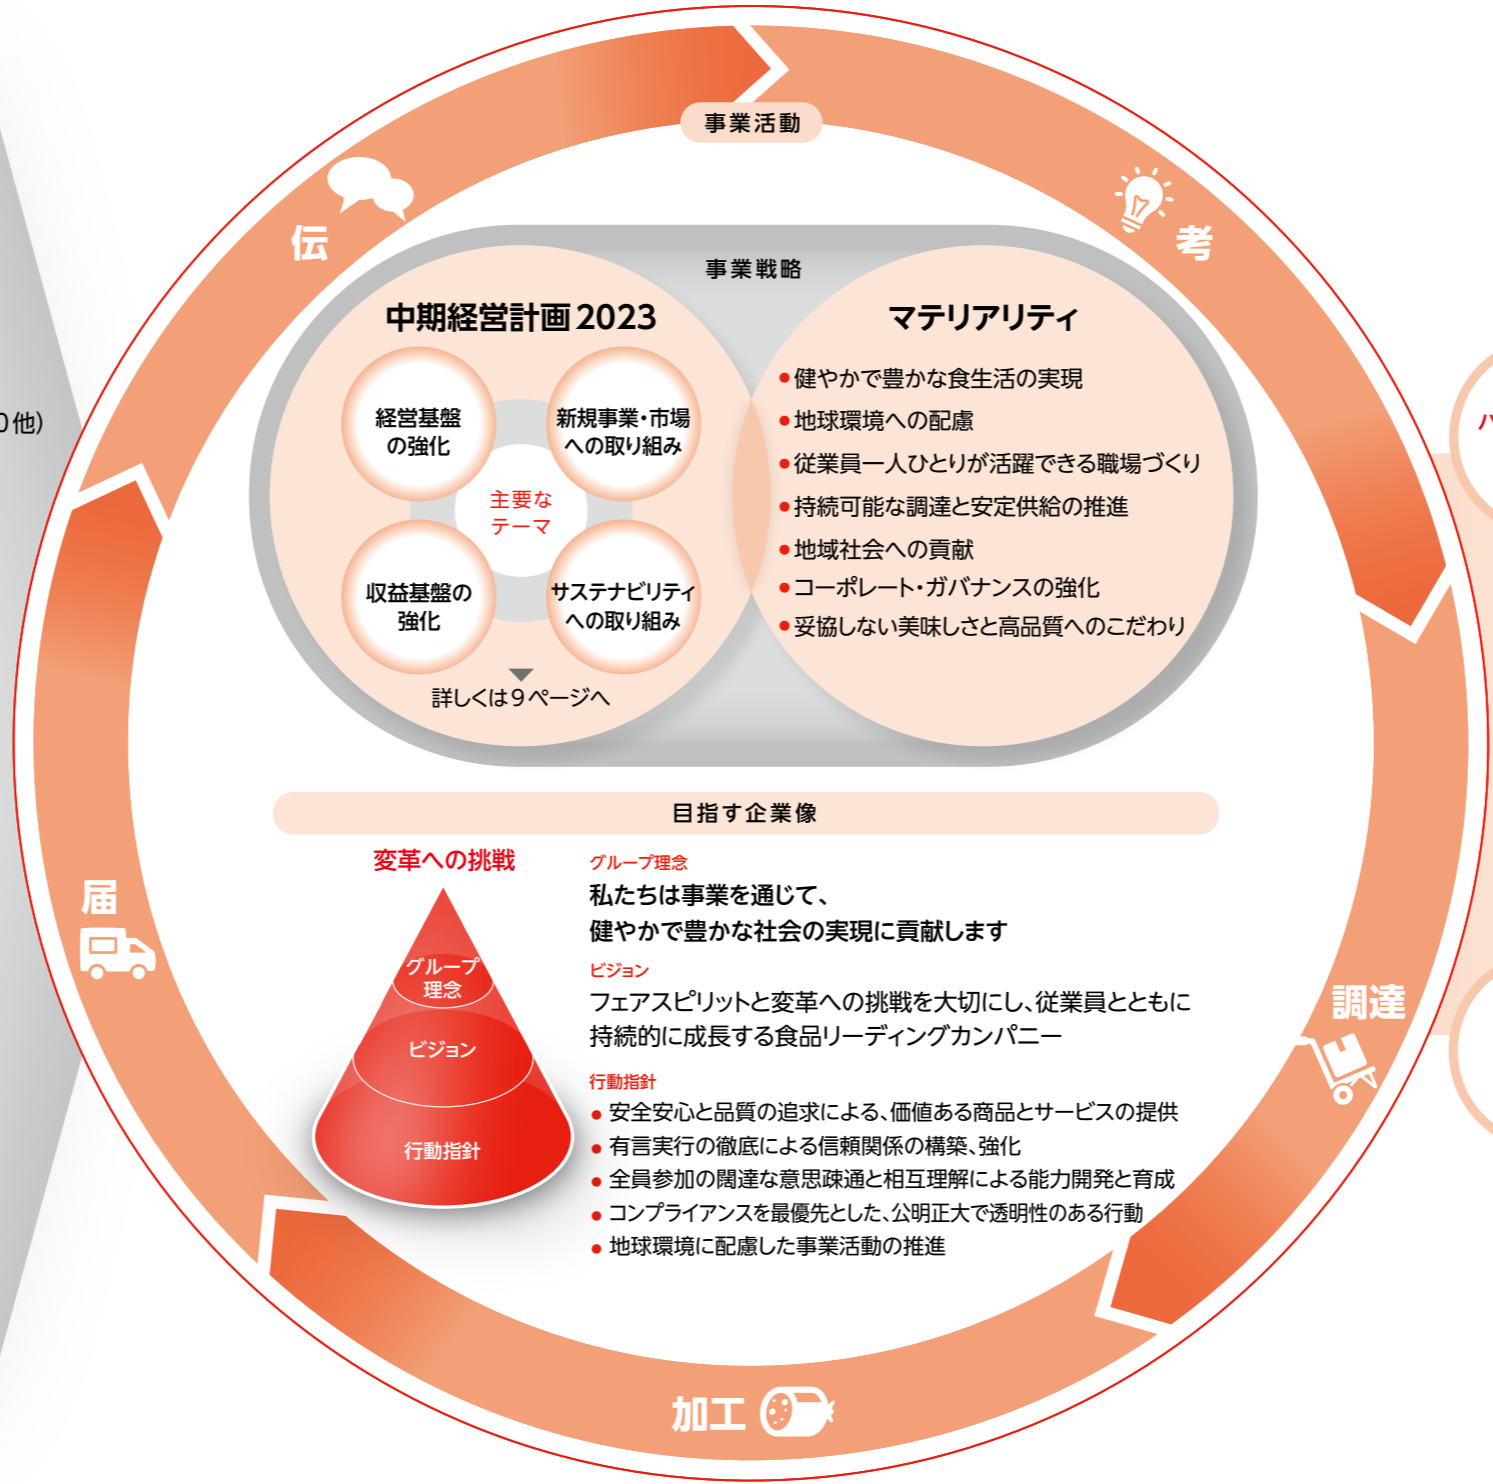 事業活動
伝
考
事業戦略
中期経営計画2023
経営基盤
の強化
新規事業・市場
への取り組み
主要な
テーマ
収益基盤の
強化
サステナビリティ
への取り組み
詳しくは9ページへ
マテリアリティ
●健やかで豊かな食生活の実現
●地球環境への配慮
●従業員一人ひとりが活躍できる職場づくり
●持続可能な調達と安定供給の推進
●地域社会への貢献
●コーポレート・ガバナンスの強化
●妥協しない美味しさと高品質へのこだわり
0他）
目指す企業像
変革への挑戦
グループ
理念
ビジョン
行動指針
グループ理念
私たちは事業を通じて、
健やかで豊かな社会の実現に貢献します
ビジョン
フェアスピリットと変革への挑戦を大切にし、従業員とともに
持続的に成長する食品リーディングカンパニー
行動指針
● 安全安心と品質の追求による、価値ある商品とサービスの提供
● 有言実行の徹底による信頼関係の構築、強化
● 全員参加の闊達な意思疎通と相互理解による能力開発と育成
● コンプライアンスを最優先とした、公明正大で透明性のある行動
● 地球環境に配慮した事業活動の推進
届
調達
加工